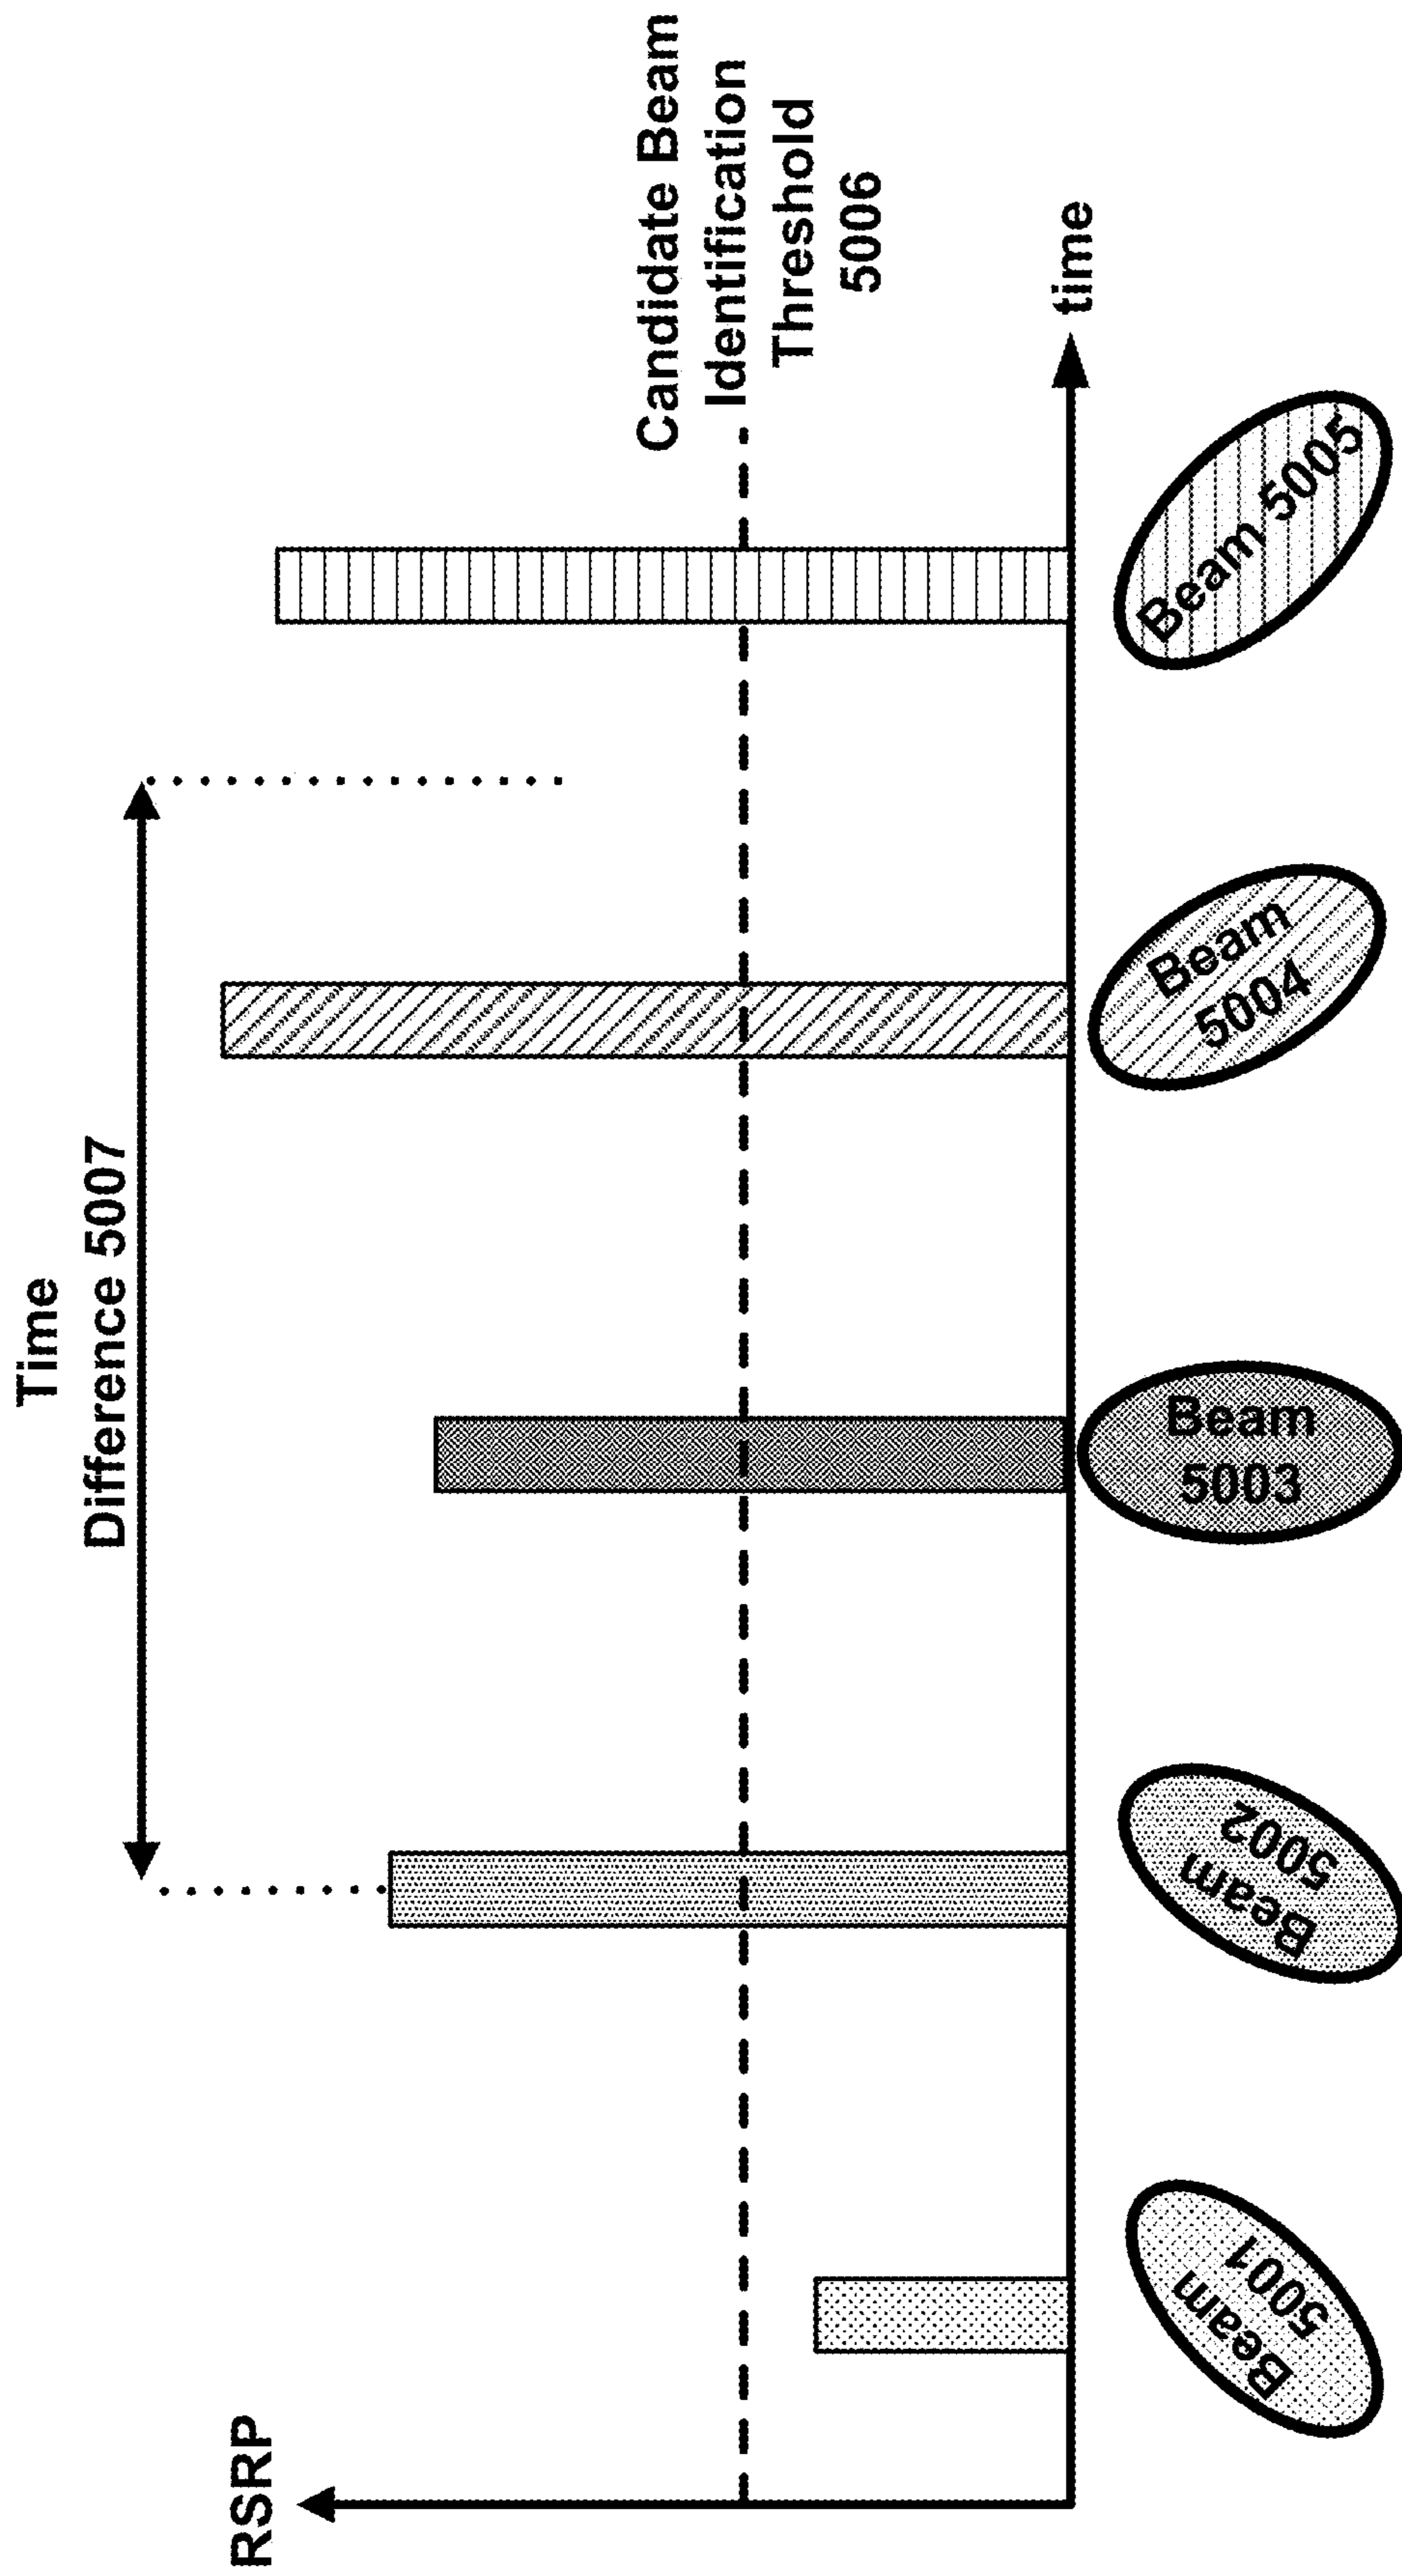 Time
Difference 5007
RSRP
Candidate Beam
Identification
Threshold
5006
time
Beam
5001
Beam
5002
Beam
5003
Beam
5004
Beam 5005